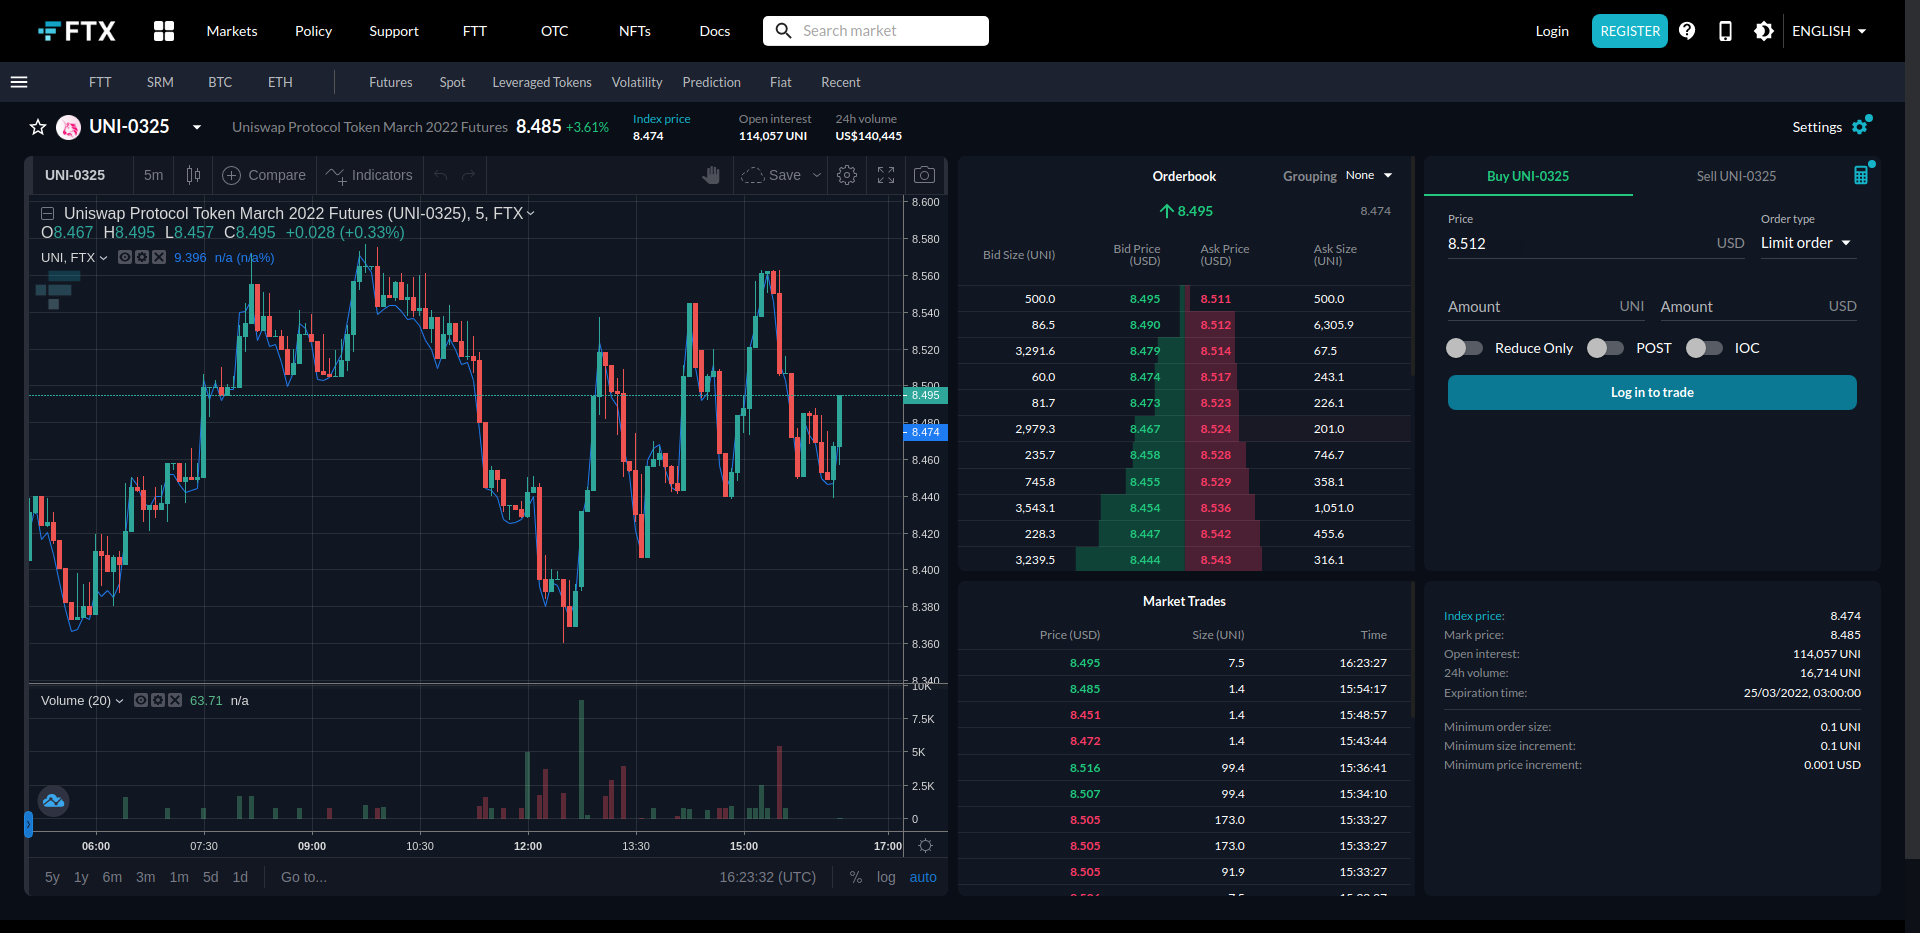 FTX
Markets Policy Support FTT OTC NFTs Docs Search market Login REGISTER ENGLISH
FTT SRM BTC ETH Futures Spot Leveraged Tokens Volatility Prediction Fiat Recent
UNI-0325 Uniswap Protocol Token March 2022 Futures 8.485 +3.61%
Index price
8.474
Open interest
114,057 UNI
24h volume
US$140,445
Settings
UNI-0325 5m Compare Indicators Save
Uniswap Protocol Token March 2022 Futures (UNI-0325), 5, FTX
O8.467 H8.495 L8.457 C8.495 +0.028 (+0.33%)
UNI, FTX 9.396 n/a (n/a%)
8.600
8.580
8.560
8.540
8.520
8.500
8.495
8.480
8.474
8.460
8.440
8.420
8.400
8.380
8.360
8.340
Volume (20) 63.71 n/a
10K
7.5K
5K
2.5K
0
06:00 07:30 09:00 10:30 12:00 13:30 15:00 17:00
5y 1y 6m 3m 1m 5d 1d Go to... 16:23:32 (UTC) % log auto
Orderbook Grouping None
8.495 8.474
Bid Size (UNI) Bid Price (USD) Ask Price (USD) Ask Size (UNI)
500.0 8.495 8.511 500.0
86.5 8.490 8.512 6,305.9
3,291.6 8.479 8.514 67.5
60.0 8.474 8.517 243.1
81.7 8.473 8.523 226.1
2,979.3 8.467 8.524 201.0
235.7 8.458 8.528 746.7
745.8 8.455 8.529 358.1
3,543.1 8.454 8.536 1,051.0
228.3 8.447 8.542 455.6
3,239.5 8.444 8.543 316.1
Market Trades
Price (USD) Size (UNI) Time
8.495 7.5 16:23:27
8.485 1.4 15:54:17
8.451 1.4 15:48:57
8.472 1.4 15:43:44
8.516 99.4 15:36:41
8.507 99.4 15:34:10
8.505 173.0 15:33:27
8.505 173.0 15:33:27
8.505 91.9 15:33:27
Buy UNI-0325 Sell UNI-0325
Price Order type
8.512 USD Limit order
Amount UNI Amount USD
Reduce Only POST IOC
Log in to trade
Index price: 8.474
Mark price: 8.485
Open interest: 114,057 UNI
24h volume: 16,714 UNI
Expiration time: 25/03/2022, 03:00:00
Minimum order size: 0.1 UNI
Minimum size increment: 0.1 UNI
Minimum price increment: 0.001 USD